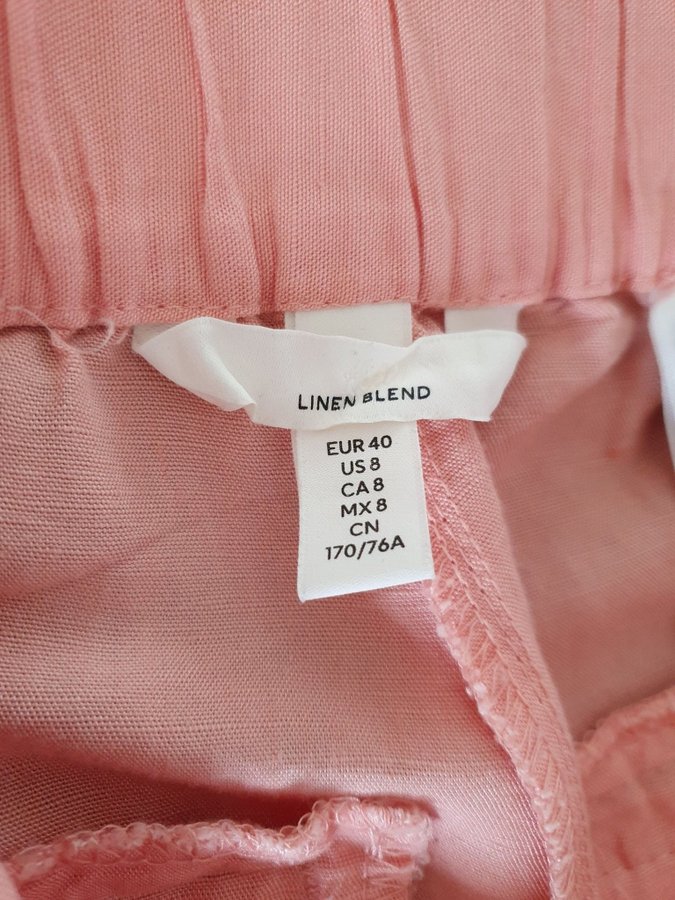 LINEN BLEND
EUR 40
US 8
CA 8
MX 8
CN
170/76A